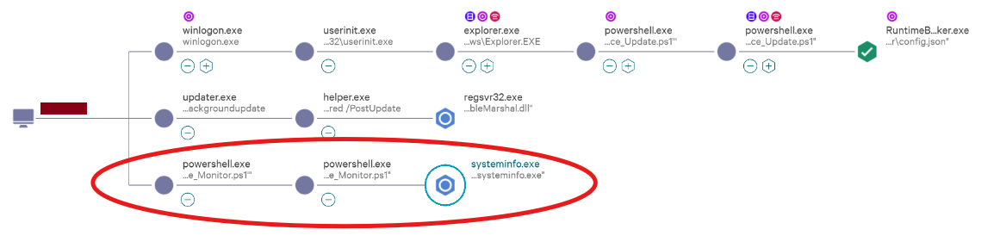 winlogon.exe
winlogon.exe
userinit.exe
...32\userinit.exe
explorer.exe
...ws\Explorer.EXE
powershell.exe
...ce_Update.ps1'"
powershell.exe
...ce_Update.ps1"
RuntimeB...ker.exe
...r\config.json"
updater.exe
...ackgroundupdate
helper.exe
...red /PostUpdate
regsvr32.exe
...bleMarshal.dll"
powershell.exe
...e_Monitor.ps1'"
powershell.exe
...e_Monitor.ps1"
systeminfo.exe
...systeminfo.exe"